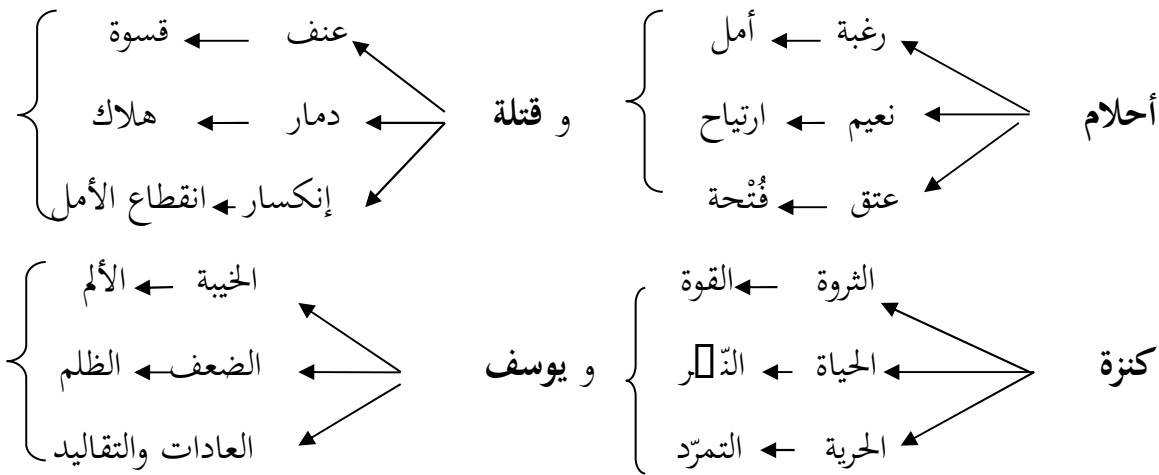 رغبة أمل عنف قسوة
أحلام نعيم ارتياح و قتلة دمار هلاك
عتق فُتْحة إنكسار انقطاع الأمل
الثروة القوة الخيبة الألم
كنزة الحياة و يوسف الضعف الظلم
الحرية التمرّد العادات والتقاليد